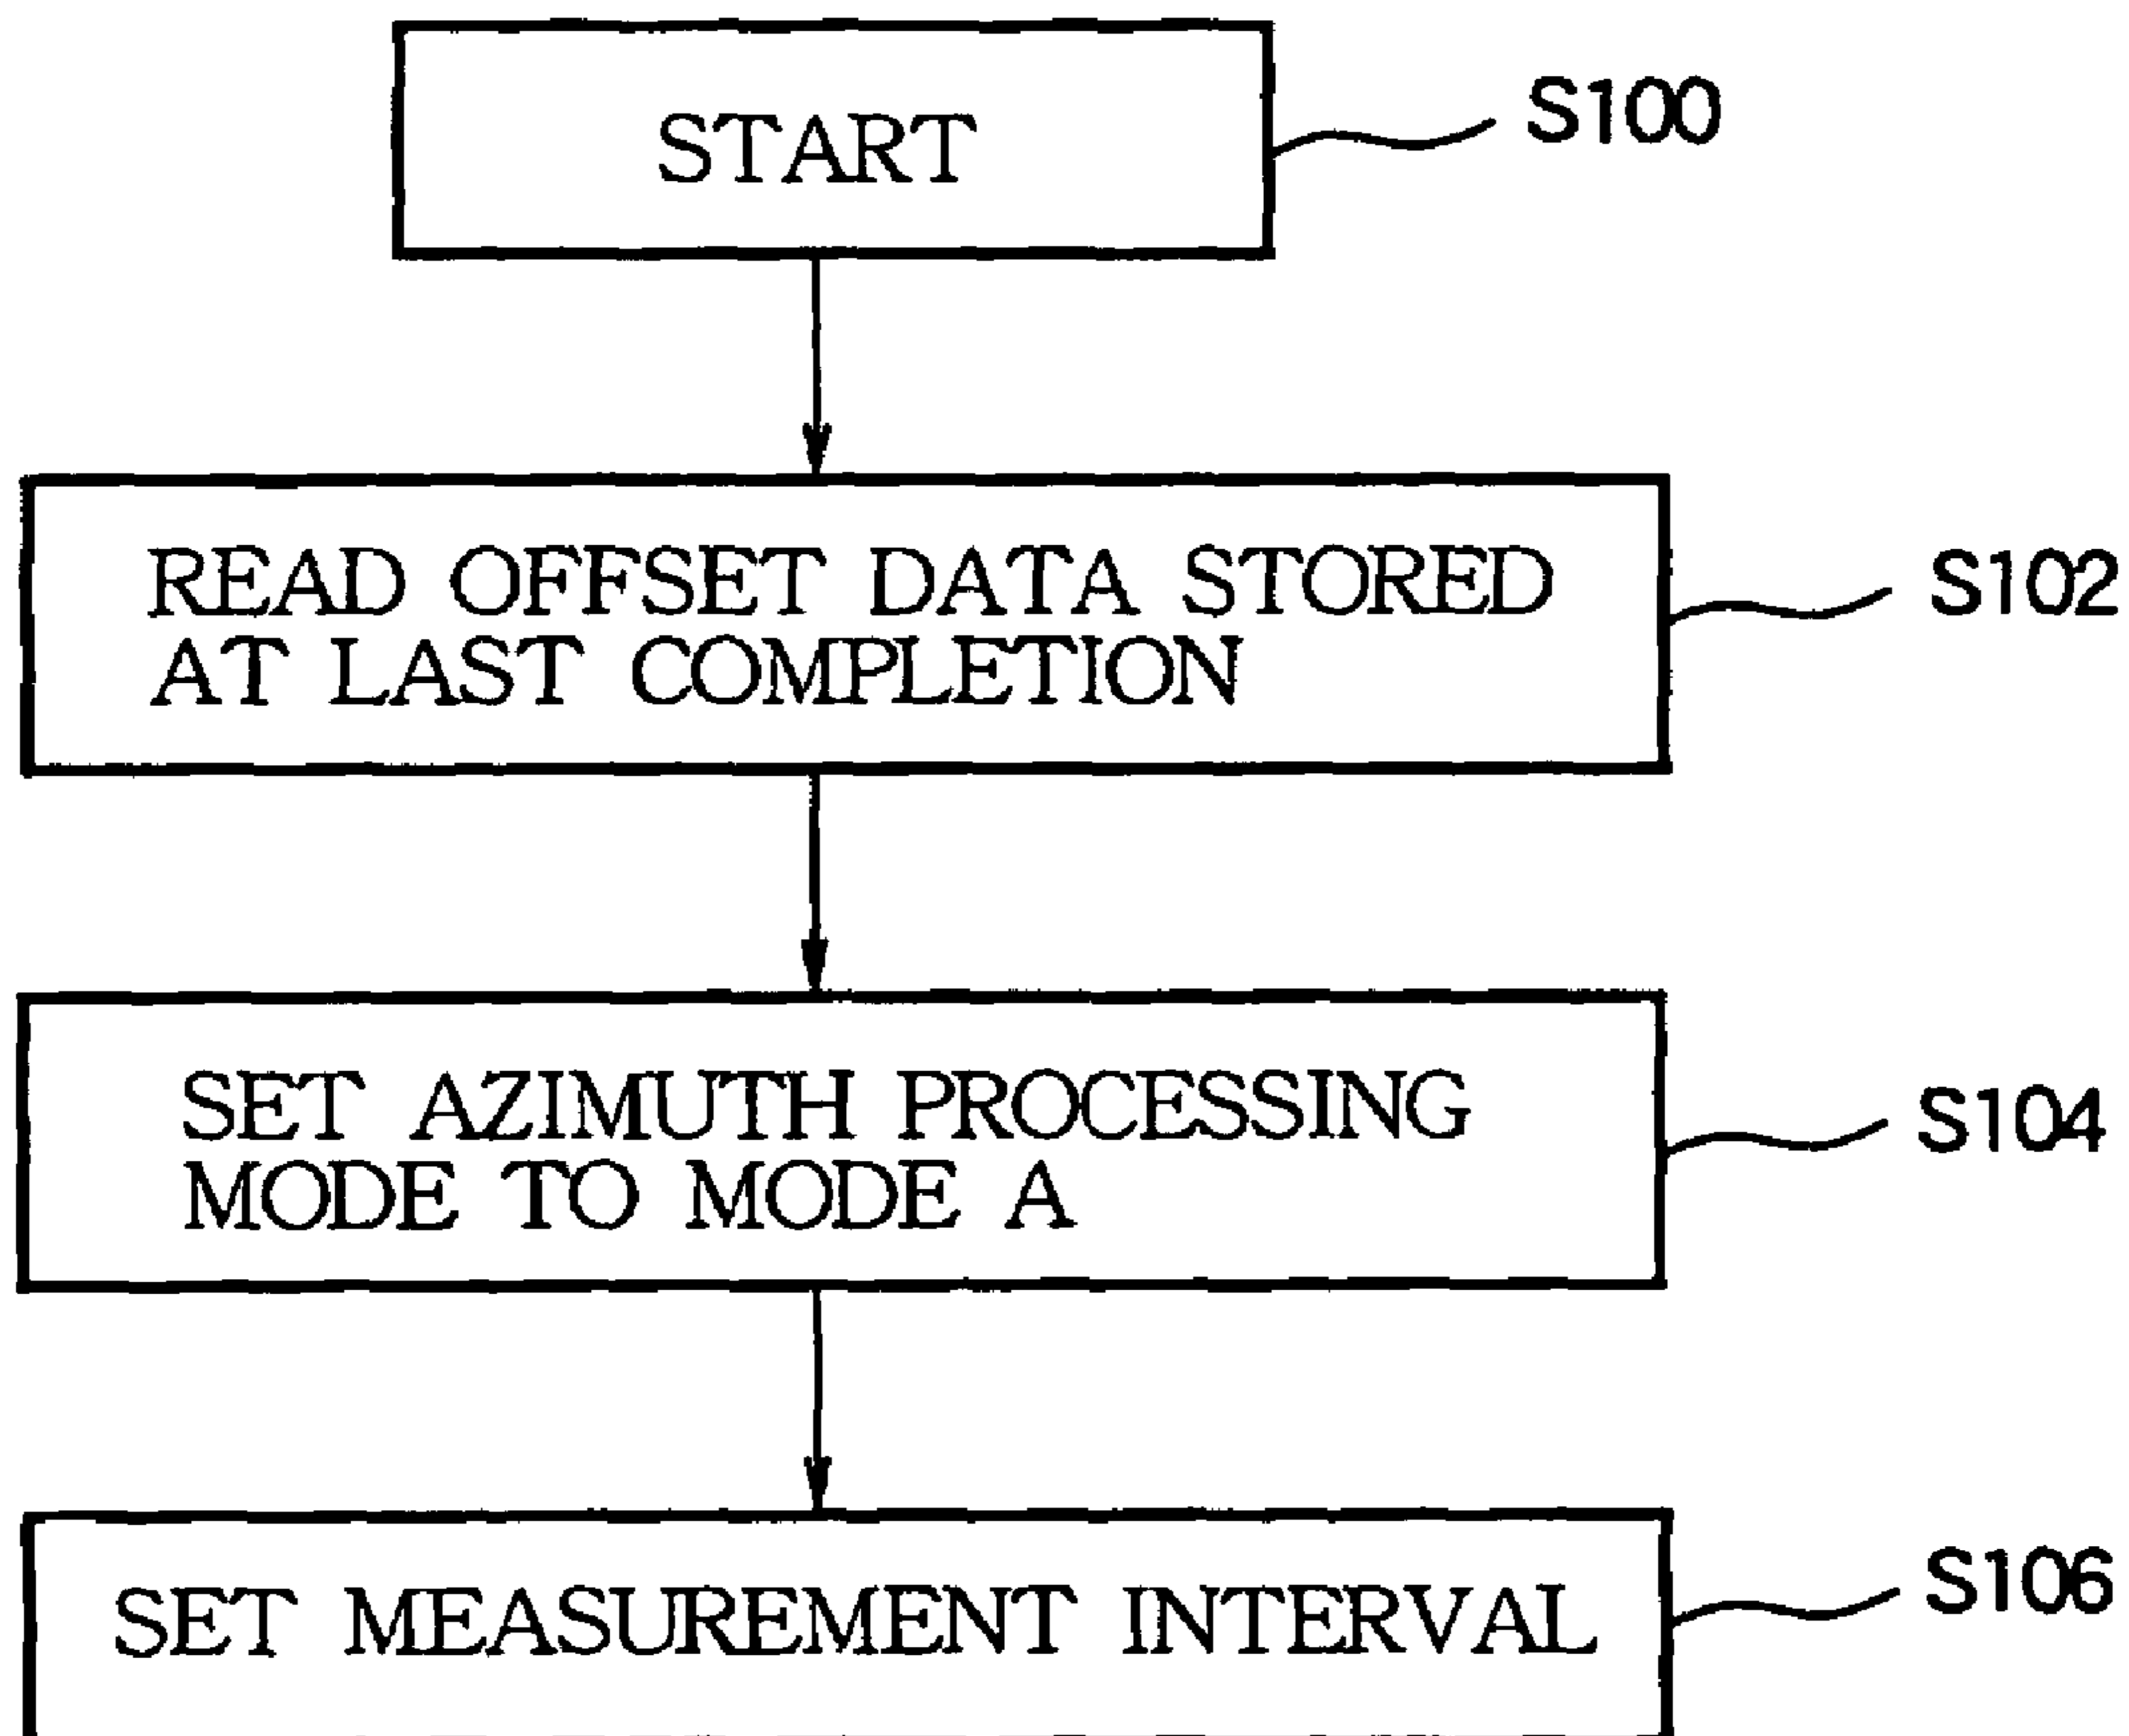 START
S100
READ OFFSET DATA STORED
AT LAST COMPLETION
S102
SET AZIMUTH PROCESSING
MODE TO MODE A
S104
SET MEASUREMENT INTERVAL
S106